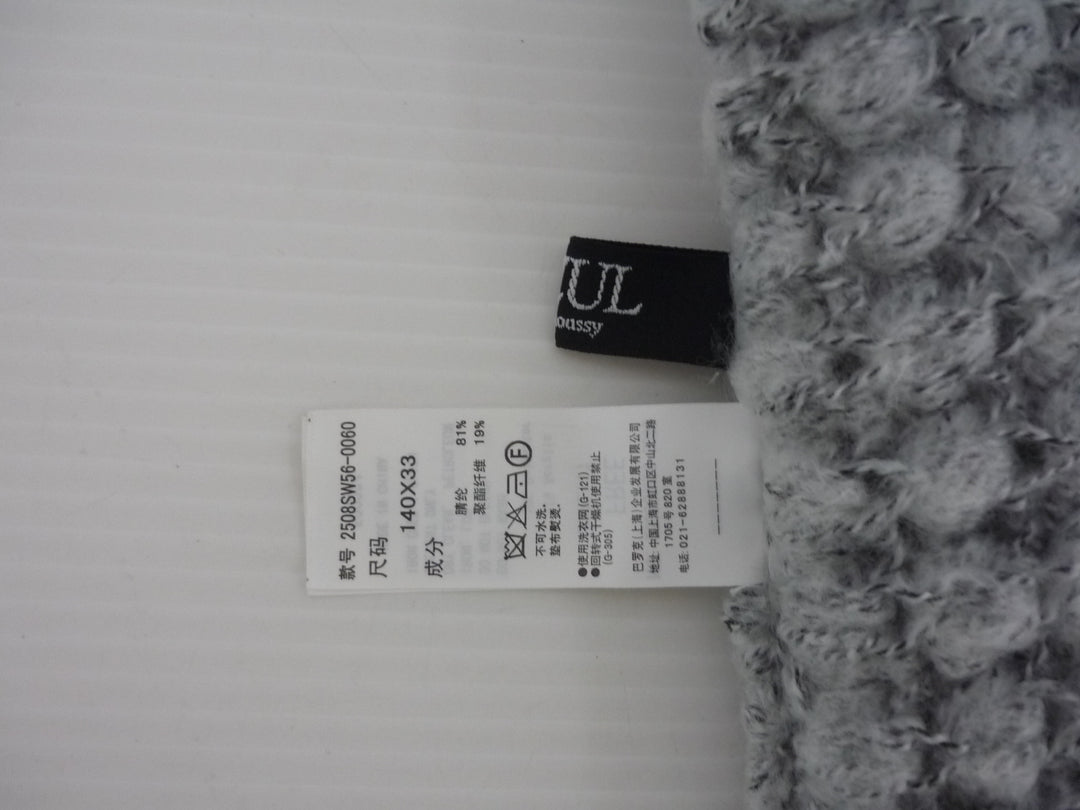 UL
oussy
款号 2508SW56-0060
尺码 140X33
成分
腈纶 81%
聚酯纤维 19%
F
不可水洗.
垫布熨烫.
●使用洗衣网(G-121)
●回转式干燥机使用禁止
(G-305)
巴罗克(上海)企业发展有限公司
地址:中国上海市虹口区中山北二路
1705号820室
电话:021-62888131